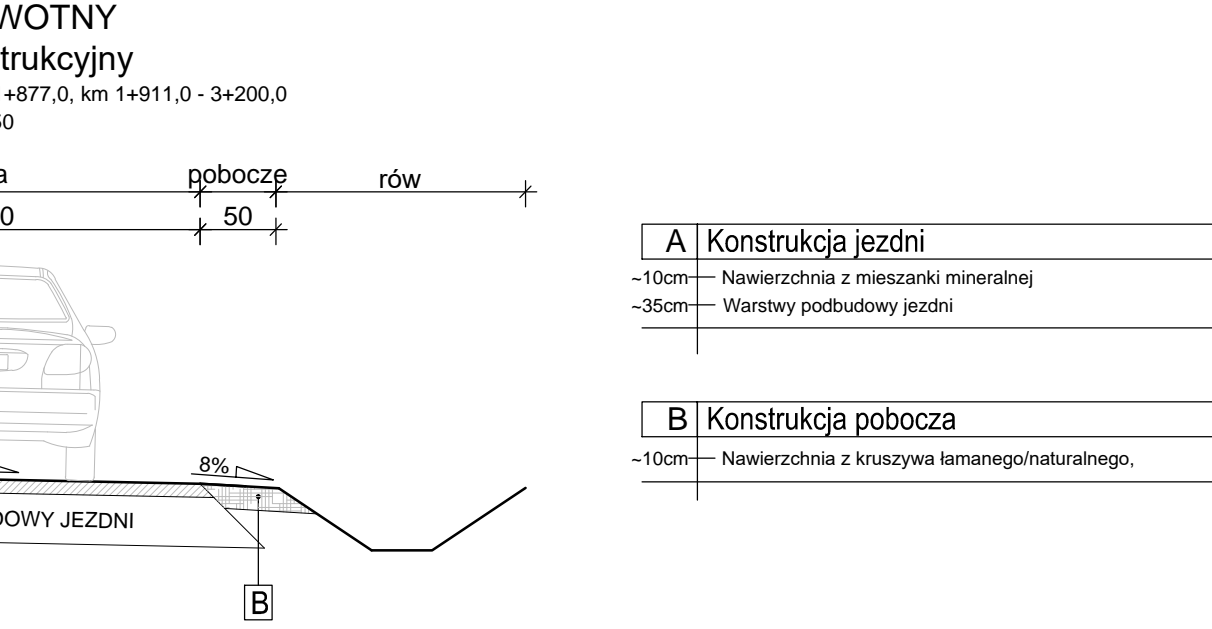 WOTNY
trukcyjny
+877,0, km 1+911,0 - 3+200,0
50
a pobocze rów
0 50
A Konstrukcja jezdni
~10cm Nawierzchnia z mieszanki mineralnej
~35cm Warstwy podbudowy jezdni
B Konstrukcja pobocza
~10cm Nawierzchnia z kruszywa łamanego/naturalnego,
8%
DOWY JEZDNI
B